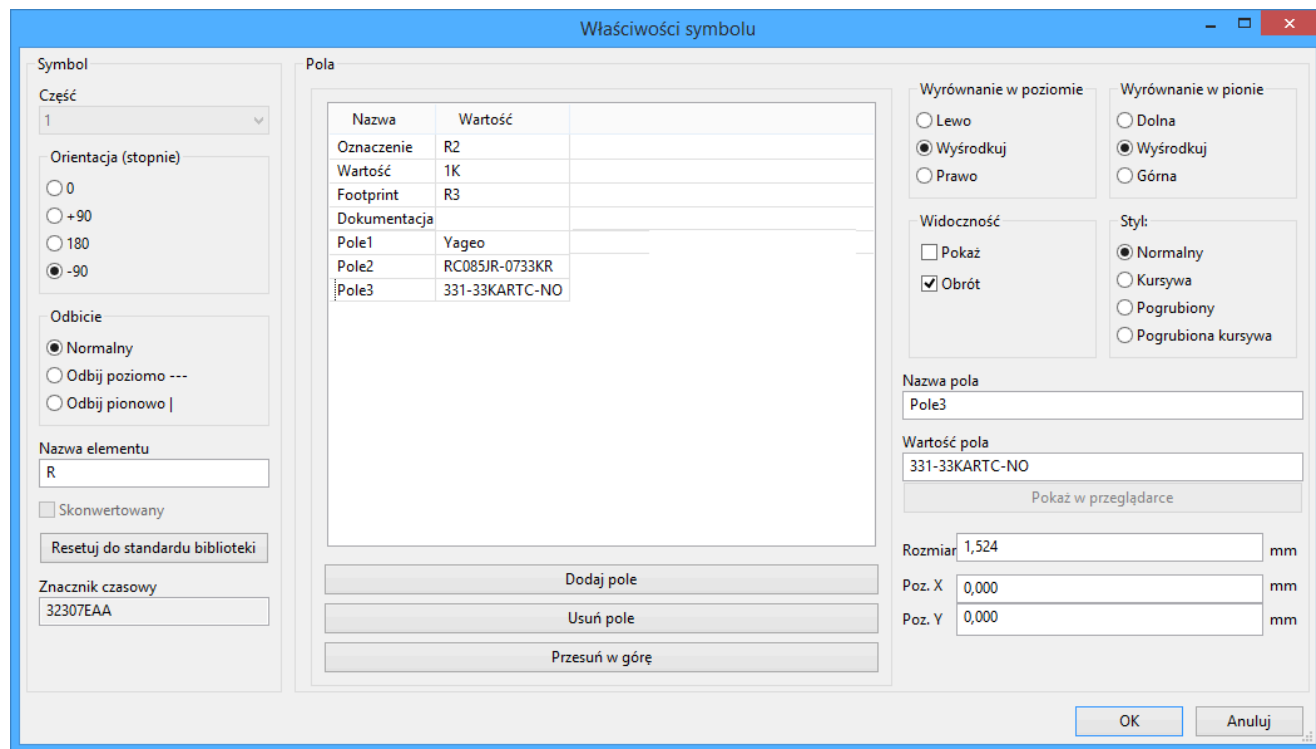 Właściwości symbolu
Symbol
Część
1
Orientacja (stopnie)
0
+90
180
-90
Odbicie
Normalny
Odbij poziomo ---
Odbij pionowo |
Nazwa elementu
R
Skonwertowany
Resetuj do standardu biblioteki
Znacznik czasowy
32307EAA
Pola
Nazwa Wartość
Oznaczenie R2
Wartość 1K
Footprint R3
Dokumentacja
Pole1 Yageo
Pole2 RC085JR-0733KR
Pole3 331-33KARTC-NO
Dodaj pole
Usuń pole
Przesuń w górę
Wyrównanie w poziomie
Lewo
Wyśrodkuj
Prawo
Wyrównanie w pionie
Dolna
Wyśrodkuj
Górna
Widoczność
Pokaż
Obrót
Styl:
Normalny
Kursywa
Pogrubiony
Pogrubiona kursywa
Nazwa pola
Pole3
Wartość pola
331-33KARTC-NO
Pokaż w przeglądarce
Rozmiar 1,524 mm
Poz. X 0,000 mm
Poz. Y 0,000 mm
OK Anuluj